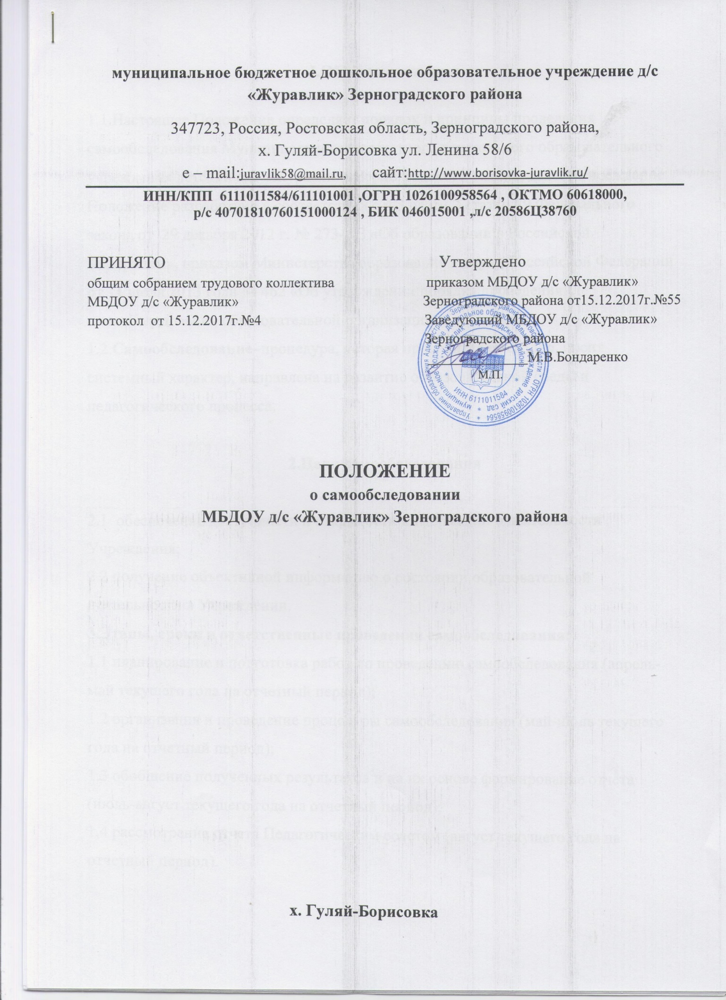 муниципальное бюджетное дошкольное образовательное учреждение д/с
«Журавлик» Зерноградского района
347723, Россия, Ростовская область, Зерноградского района,
х. Гуляй-Борисовка ул. Ленина 58/6
е – mail:juravlik58@mail.ru, сайт:http://www.borisovka-juravlik.ru/
ИНН/КПП 6111011584/611101001 ,ОГРН 1026100958564 , ОКТМО 60618000,
р/с 40701810760151000124 , БИК 046015001 ,л/с 20586Ц38760
ПРИНЯТО
общим собранием трудового коллектива
МБДОУ д/с «Журавлик»
протокол от 15.12.2017г.№4
Утверждено
приказом МБДОУ д/с «Журавлик»
Зерноградского района от15.12.2017г.№55
Заведующий МБДОУ д/с «Журавлик»
Зерноградского района
М.В.Бондаренко
М.П.
ИНН 6111011584
ОГРН 1026100958564
ПОЛОЖЕНИЕ
о самообследовании
МБДОУ д/с «Журавлик» Зерноградского района
х. Гуляй-Борисовка